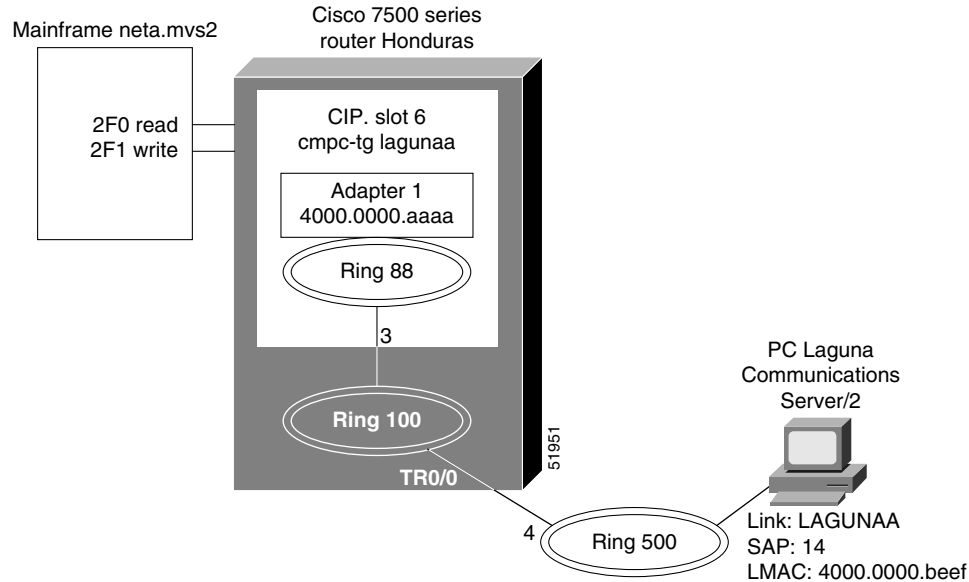 Mainframe neta.mvs2
Cisco 7500 series
router Honduras
2F0 read
2F1 write
CIP. slot 6
cmpc-tg lagunaa
Adapter 1
4000.0000.aaaa
Ring 88
3
Ring 100
TR0/0
51951
4
Ring 500
PC Laguna
Communications
Server/2
Link: LAGUNAA
SAP: 14
LMAC: 4000.0000.beef